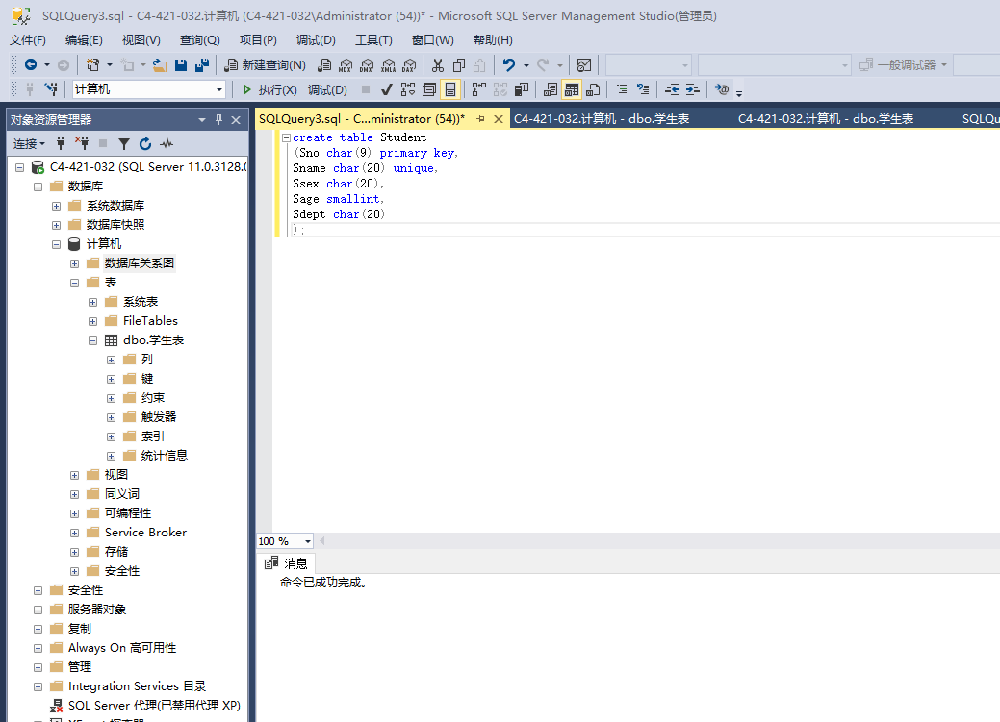 SQLQuery3.sql - C4-421-032.计算机 (C4-421-032\Administrator (54))* - Microsoft SQL Server Management Studio(管理员)
文件(F) 编辑(E) 视图(V) 查询(Q) 项目(P) 调试(D) 工具(T) 窗口(W) 帮助(H)
新建查询(N) MDX DMX XMLA DAX 一般调试器
计算机 执行(X) 调试(D)
对象资源管理器
SQLQuery3.sql - C...ministrator (54))* C4-421-032.计算机 - dbo.学生表 C4-421-032.计算机 - dbo.学生表 SQLQu
连接
C4-421-032 (SQL Server 11.0.3128.0
数据库
系统数据库
数据库快照
计算机
数据库关系图
表
系统表
FileTables
dbo.学生表
列
键
约束
触发器
索引
统计信息
视图
同义词
可编程性
Service Broker
存储
安全性
安全性
服务器对象
复制
Always On 高可用性
管理
Integration Services 目录
SQL Server 代理(已禁用代理 XP)
create table Student
(Sno char(9) primary key,
Sname char(20) unique,
Ssex char(20),
Sage smallint,
Sdept char(20)
);
100 %
消息
命令已成功完成。